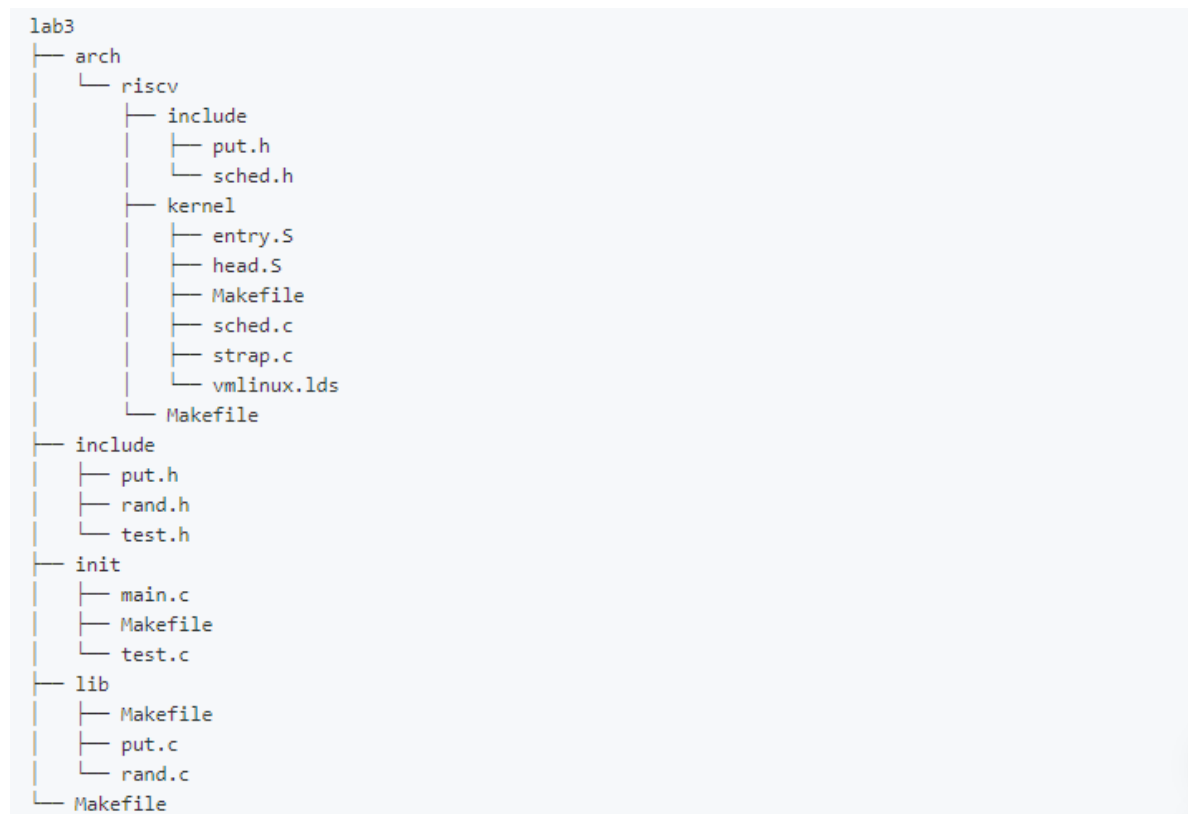 lab3
├── arch
│   └── riscv
│       ├── include
│       │   ├── put.h
│       │   └── sched.h
│       ├── kernel
│       │   ├── entry.S
│       │   ├── head.S
│       │   ├── Makefile
│       │   ├── sched.c
│       │   ├── strap.c
│       │   └── vmlinux.lds
│       └── Makefile
├── include
│   ├── put.h
│   ├── rand.h
│   └── test.h
├── init
│   ├── main.c
│   ├── Makefile
│   └── test.c
├── lib
│   ├── Makefile
│   ├── put.c
│   └── rand.c
└── Makefile